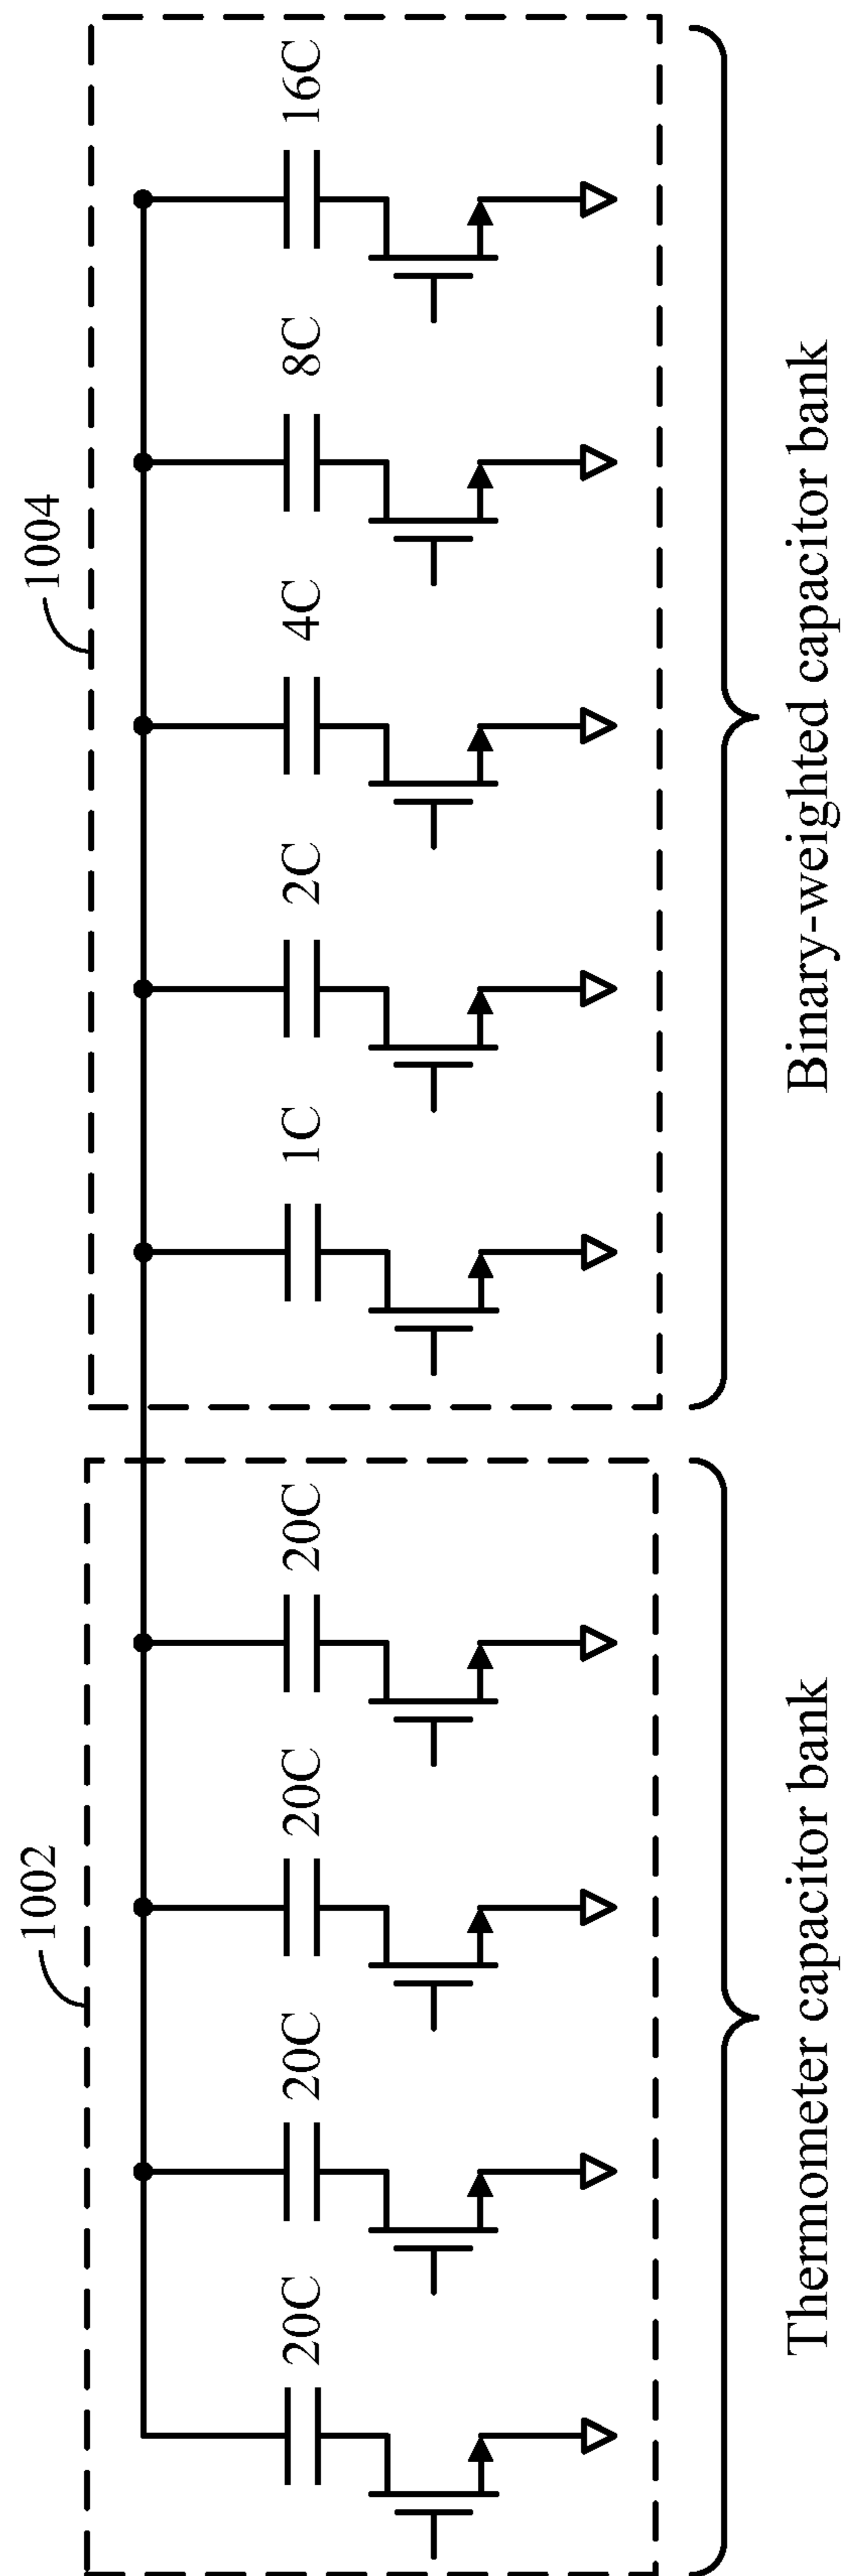 1002
1004
20C
20C
20C
20C
1C
2C
4C
8C
16C
Thermometer capacitor bank
Binary-weighted capacitor bank